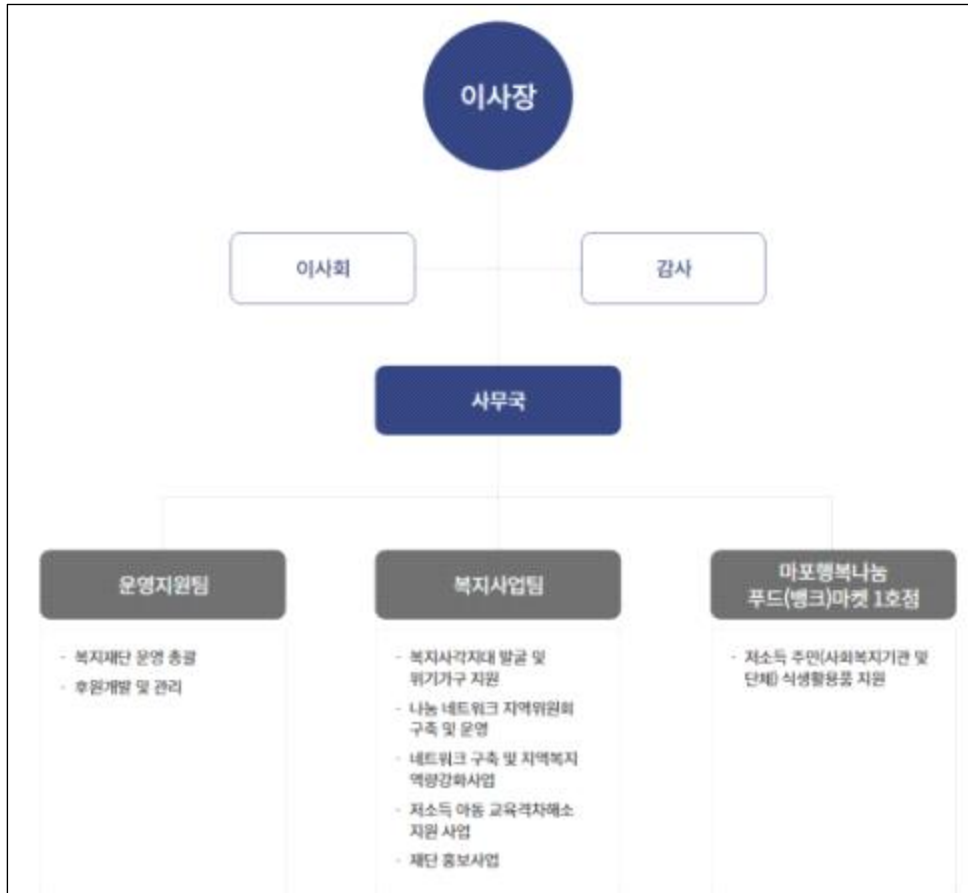 이사장
이사회
감사
사무국
운영지원팀
- 복지재단 운영 총괄
- 후원개발 및 관리
복지사업팀
- 복지사각지대 발굴 및
위기가구 지원
- 나눔 네트워크 지역위원회
구축 및 운영
- 네트워크 구축 및 지역복지
역량강화사업
- 저소득 아동 교육격차해소
지원 사업
- 재단 홍보사업
마포행복나눔
푸드(뱅크)마켓 1호점
- 저소득 주민(사회복지기관 및
단체) 식생활용품 지원